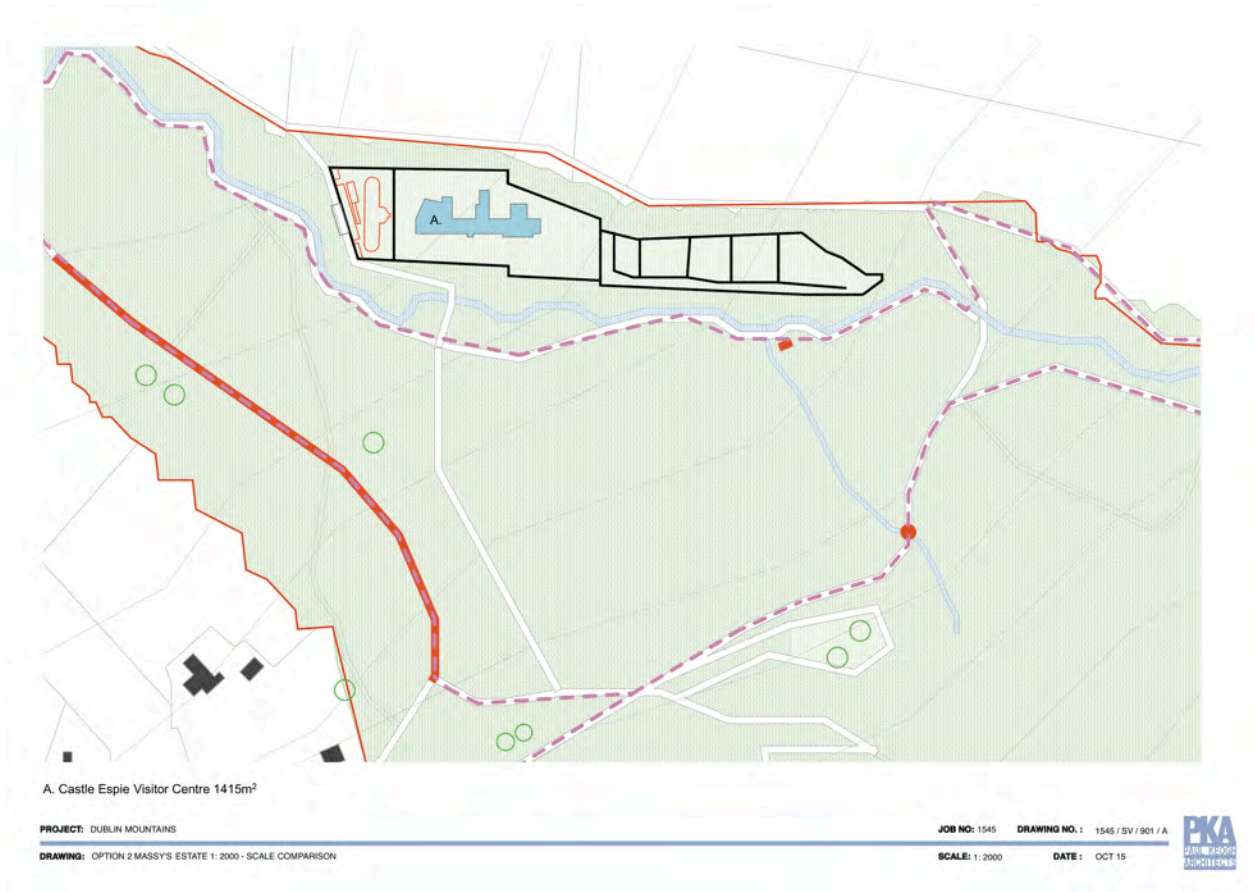 A.
A. Castle Espie Visitor Centre 1415m²
PROJECT: DUBLIN MOUNTAINS
JOB NO: 1545 DRAWING NO. : 1545 / SV / 901 / A
DRAWING: OPTION 2 MASSY'S ESTATE 1: 2000 - SCALE COMPARISON
SCALE: 1: 2000 DATE : OCT 15
PKA
PAUL KEOGH
ARCHITECTS